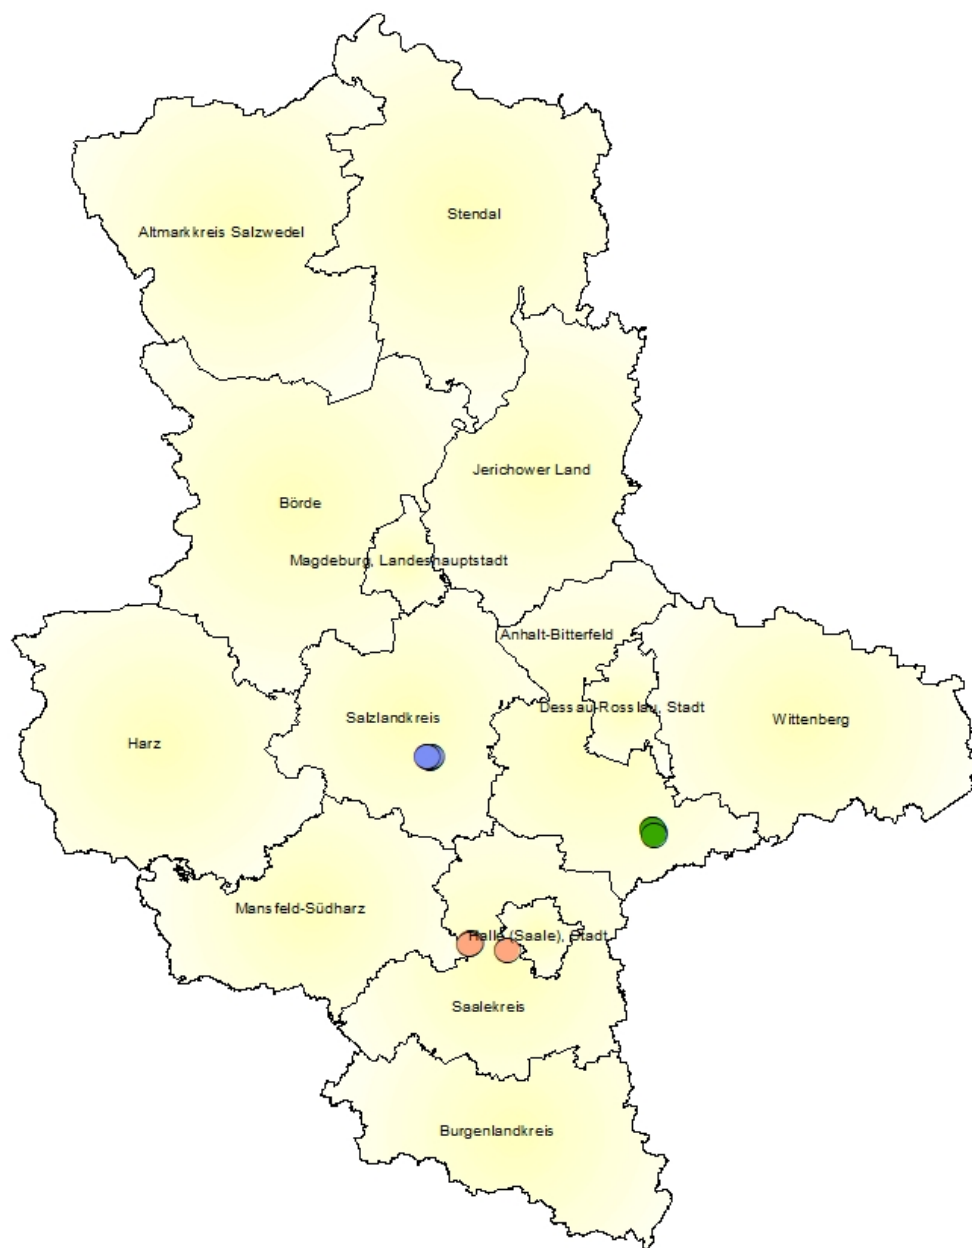 Stendal
Altmarkkreis Salzwedel
Jerichower Land
Börde
Magdeburg, Landeshauptstadt
Anhalt-Bitterfeld
Dessau-Rosslau, Stadt
Salzlandkreis
Wittenberg
Harz
Mansfeld-Südharz
Halle (Saale), Stadt
Saalekreis
Burgenlandkreis